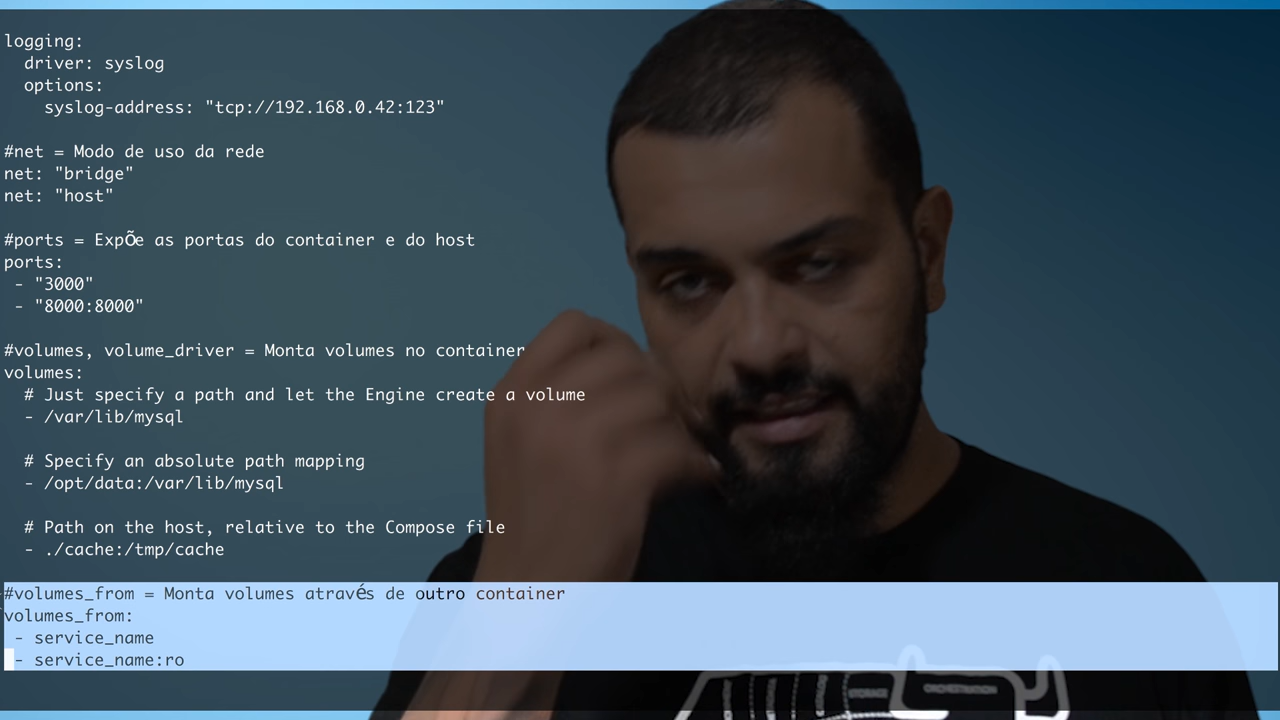 logging:
  driver: syslog
  options:
    syslog-address: "tcp://192.168.0.42:123"
#net = Modo de uso da rede
net: "bridge"
net: "host"
#ports = ExpÕe as portas do container e do host
ports:
 - "3000"
 - "8000:8000"
#volumes, volume_driver = Monta volumes no container
volumes:
  # Just specify a path and let the Engine create a volume
  - /var/lib/mysql
  # Specify an absolute path mapping
  - /opt/data:/var/lib/mysql
  # Path on the host, relative to the Compose file
  - ./cache:/tmp/cache
#volumes_from = Monta volumes através de outro container
volumes_from:
 - service_name
 - service_name:ro
STORAGE
ORCHESTRATION